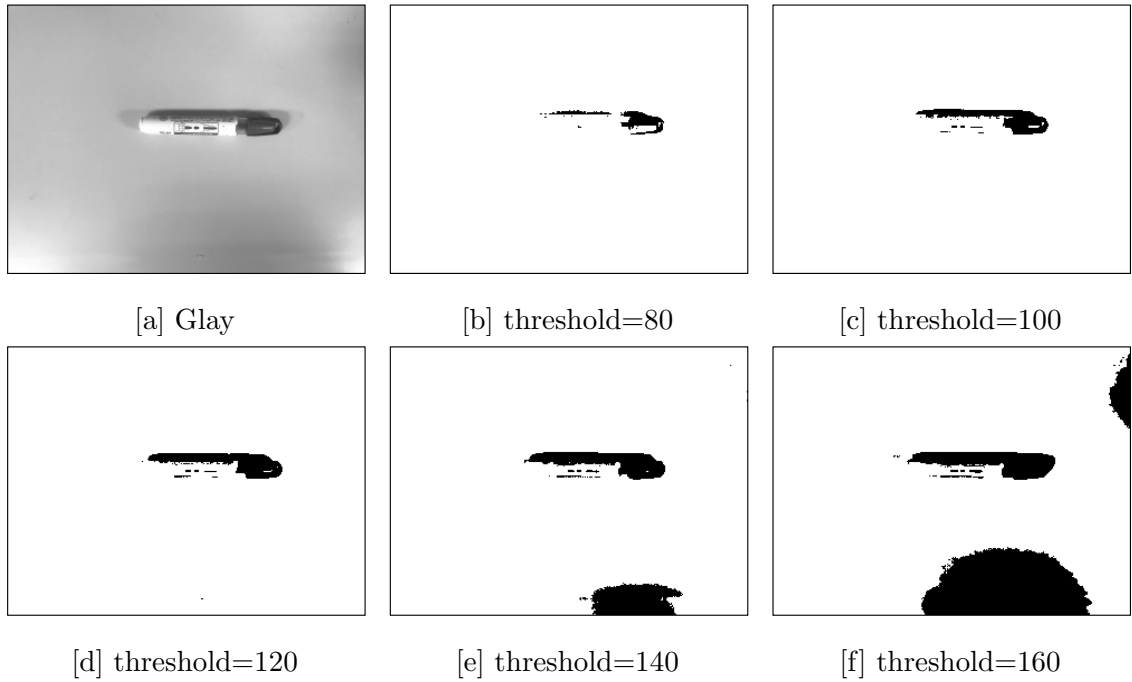 [a] Glay
[b] threshold=80
[c] threshold=100
[d] threshold=120
[e] threshold=140
[f] threshold=160